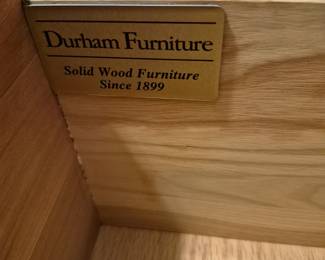 Durham Furniture
Solid Wood Furniture
Since 1899